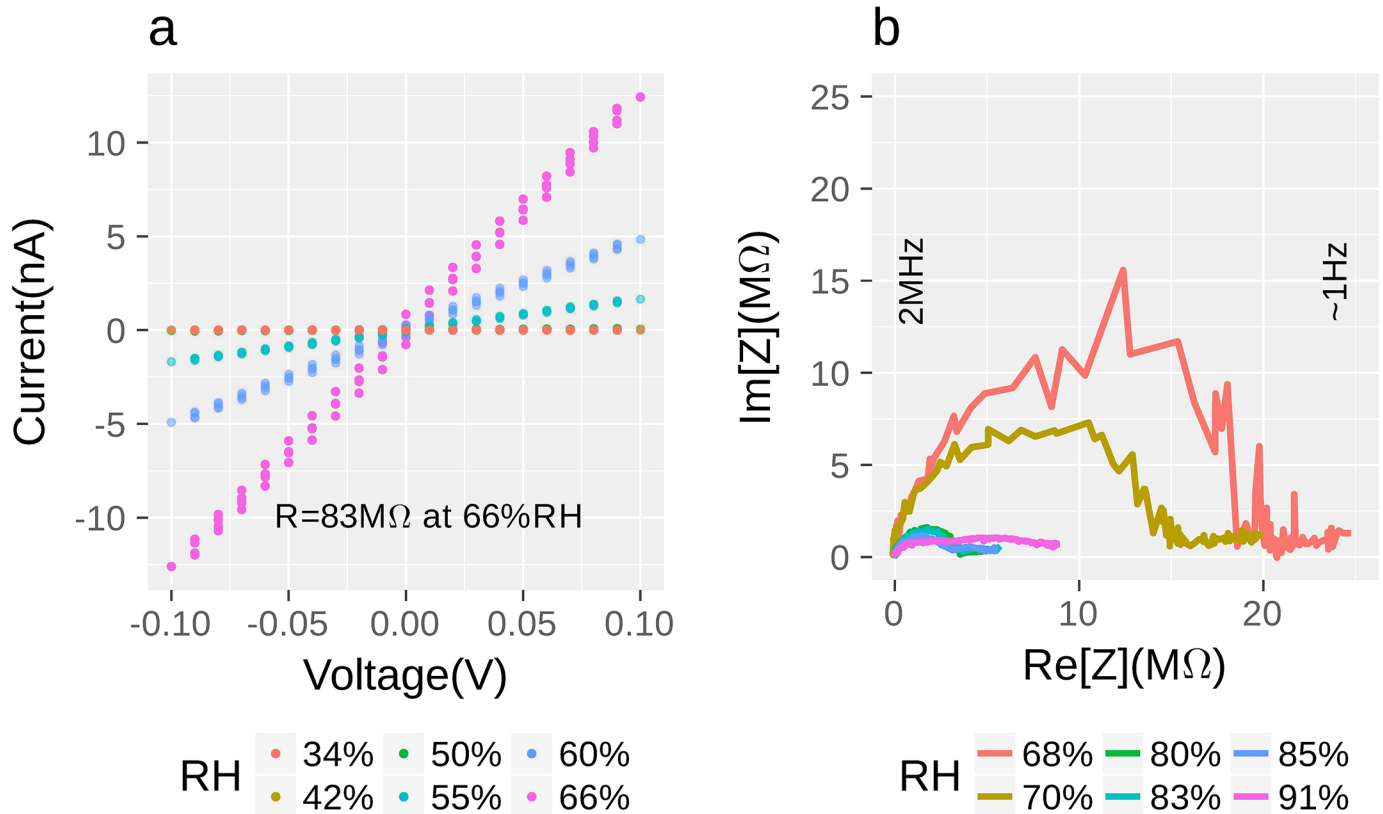 a
Current(nA)
10
5
0
-5
-10
R=83MΩ at 66%RH
-0.10 -0.05 0.00 0.05 0.10
Voltage(V)
RH
34% 50% 60%
42% 55% 66%
b
Im[Z](MΩ)
25
20
15
10
5
0
2MHz
~1Hz
0 10 20
Re[Z](MΩ)
RH
68% 80% 85%
70% 83% 91%